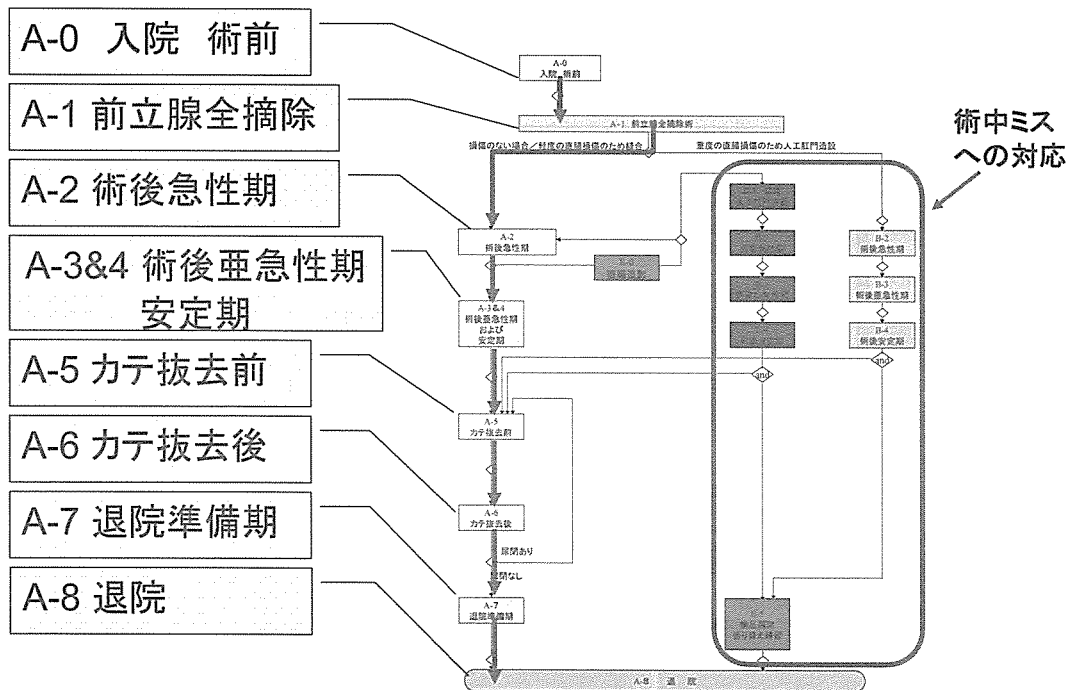 A-0 入院 術前
A-1 前立腺全摘除
A-2 術後急性期
A-3&4 術後亜急性期
安定期
A-5 カテ抜去前
A-6 カテ抜去後
A-7 退院準備期
A-8 退院
A-0
入院 術前
A-1 前立腺全摘除術
損傷のない場合／軽度の直腸損傷のため縫合
重度の直腸損傷のため人工肛門造設
術中ミス
への対応
A-2
術後急性期
B-2
術後急性期
B-3
術後亜急性期
A-3&4
術後亜急性期
および
安定期
B-4
術後安定期
and
and
A-5
カテ抜去前
A-6
カテ抜去後
尿閉あり
尿閉なし
A-7
退院準備期
A-8 退院